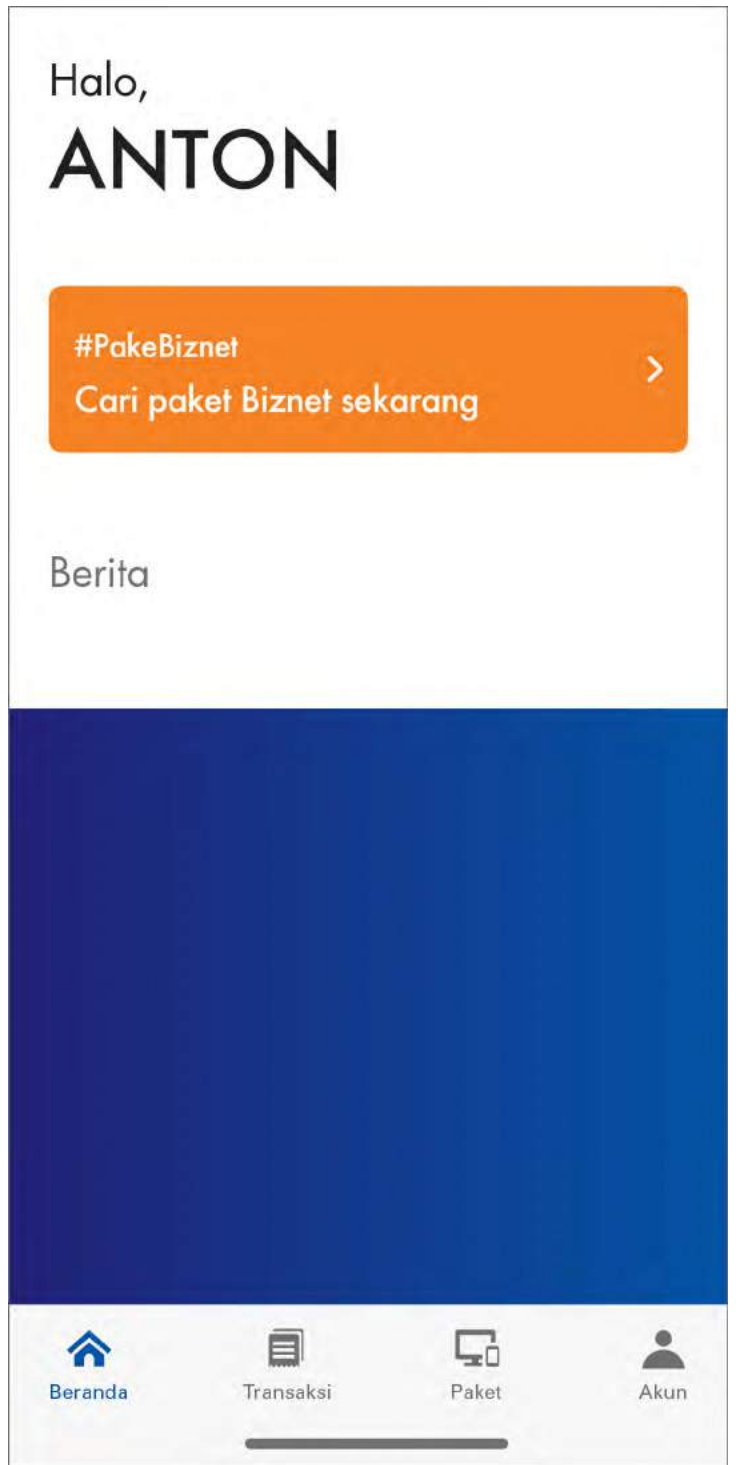 Halo,
ANTON
#PakeBiznet
Cari paket Biznet sekarang
Berita
Beranda
Transaksi
Paket
Akun